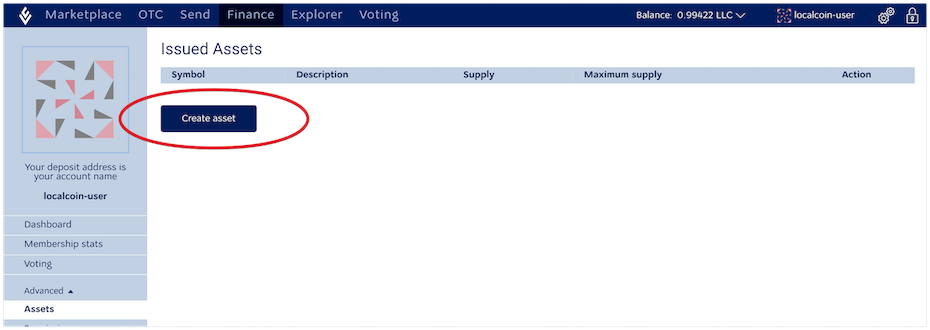 Marketplace OTC Send Finance Explorer Voting Balance: 0.99422 LLC localcoin-user
Issued Assets
Symbol Description Supply Maximum supply Action
Create asset
Your deposit address is
your account name
localcoin-user
Dashboard
Membership stats
Voting
Advanced
Assets